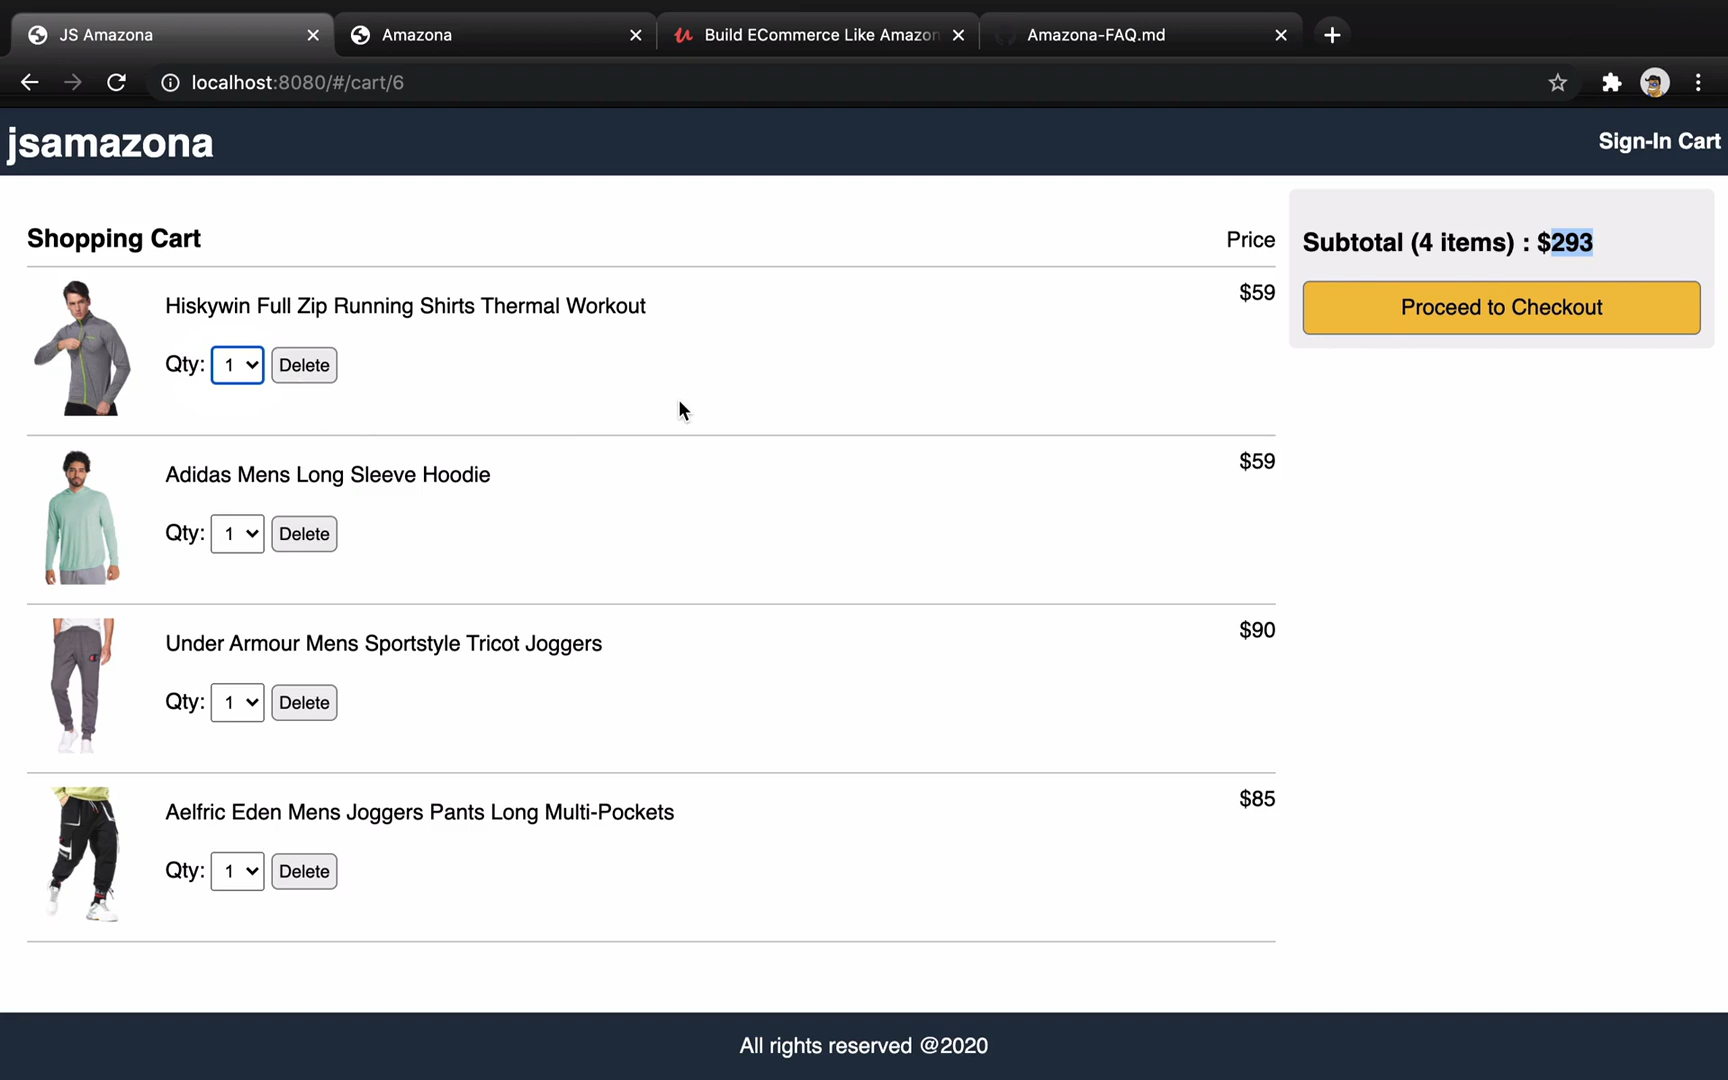 JS Amazona
Amazona
Build ECommerce Like Amazon
Amazona-FAQ.md
localhost:8080/#/cart/6
jsamazona
Sign-In Cart
Shopping Cart
Price
Subtotal (4 items) : $293
Proceed to Checkout
Hiskywin Full Zip Running Shirts Thermal Workout
$59
Qty: 1 Delete
Adidas Mens Long Sleeve Hoodie
$59
Qty: 1 Delete
Under Armour Mens Sportstyle Tricot Joggers
$90
Qty: 1 Delete
Aelfric Eden Mens Joggers Pants Long Multi-Pockets
$85
Qty: 1 Delete
All rights reserved @2020